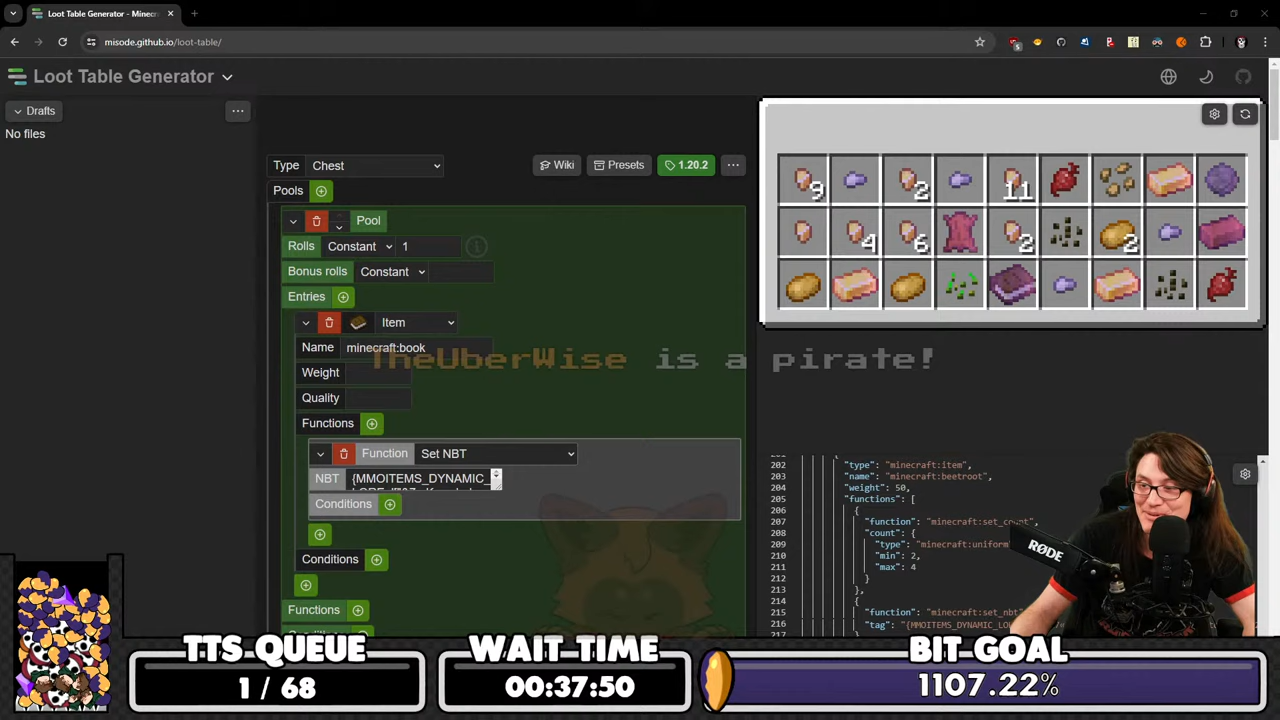 Loot Table Generator - Minec
misode.github.io/loot-table/
5
Loot Table Generator
Drafts
No files
Type Chest
Wiki
Presets
1.20.2
Pools
Pool
Rolls Constant 1
Bonus rolls Constant
Entries
Item
Name minecraft:book
Weight
Quality
Functions
Function Set NBT
NBT {MMOITEMS_DYNAMIC_
Conditions
Conditions
Functions
9 2 11
4 6 2 2
TheUberWise is a pirate!
202 "type": "minecraft:item",
203 "name": "minecraft:beetroot",
204 "weight": 50,
205 "functions": [
206 {
207 "function": "minecraft:set_count",
208 "count": {
209 "type": "minecraft:uniform
210 "min": 2,
211 "max": 4
212 }
213 },
214 {
215 "function": "minecraft:set_nbt"
216 "tag": "{MMOITEMS_DYNAMIC_LO
217
RØDE
TTS QUEUE
1 / 68
WAIT TIME
00:37:50
BIT GOAL
1107.22%